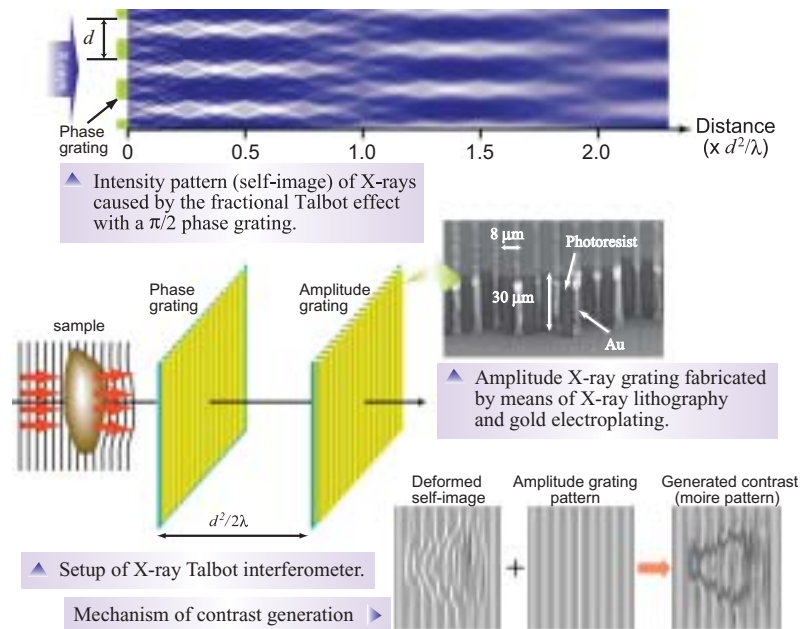 d
X-rays
Phase
grating
0
0.5
1.0
1.5
2.0
Distance
(x d²/λ)
Intensity pattern (self-image) of X-rays
caused by the fractional Talbot effect
with a π/2 phase grating.
sample
Phase
grating
Amplitude
grating
d²/2λ
Setup of X-ray Talbot interferometer.
8 μm
Photoresist
30 μm
Au
Amplitude X-ray grating fabricated
by means of X-ray lithography
and gold electroplating.
Deformed
self-image
Amplitude grating
pattern
Generated contrast
(moire pattern)
+
Mechanism of contrast generation